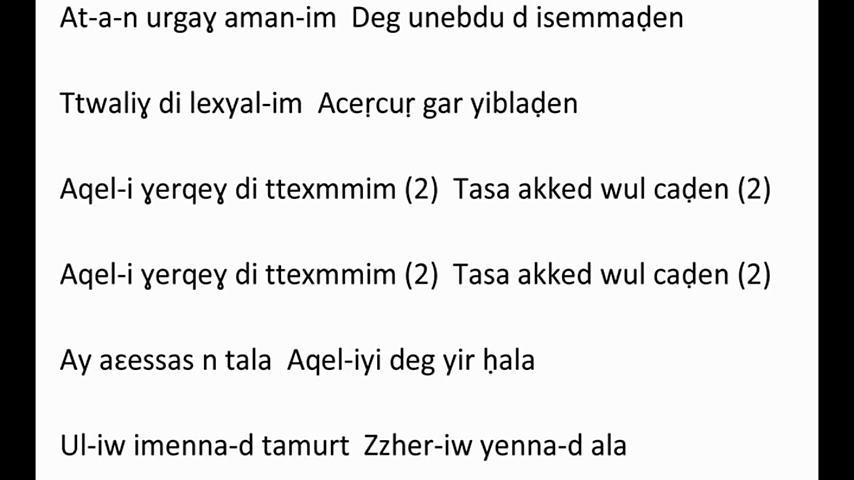 At-a-n urgaɣ aman-im  Deg unebdu d isemmaḍen
Ttwaliɣ di lexyal-im  Aceṛcuṛ gar yiblaḍen
Aqel-i ɣerqeɣ di ttexmmim (2)  Tasa akked wul caḍen (2)
Aqel-i ɣerqeɣ di ttexmmim (2)  Tasa akked wul caḍen (2)
Ay aɛessas n tala  Aqel-iyi deg yir ḥala
Ul-iw imenna-d tamurt  Zzher-iw yenna-d ala